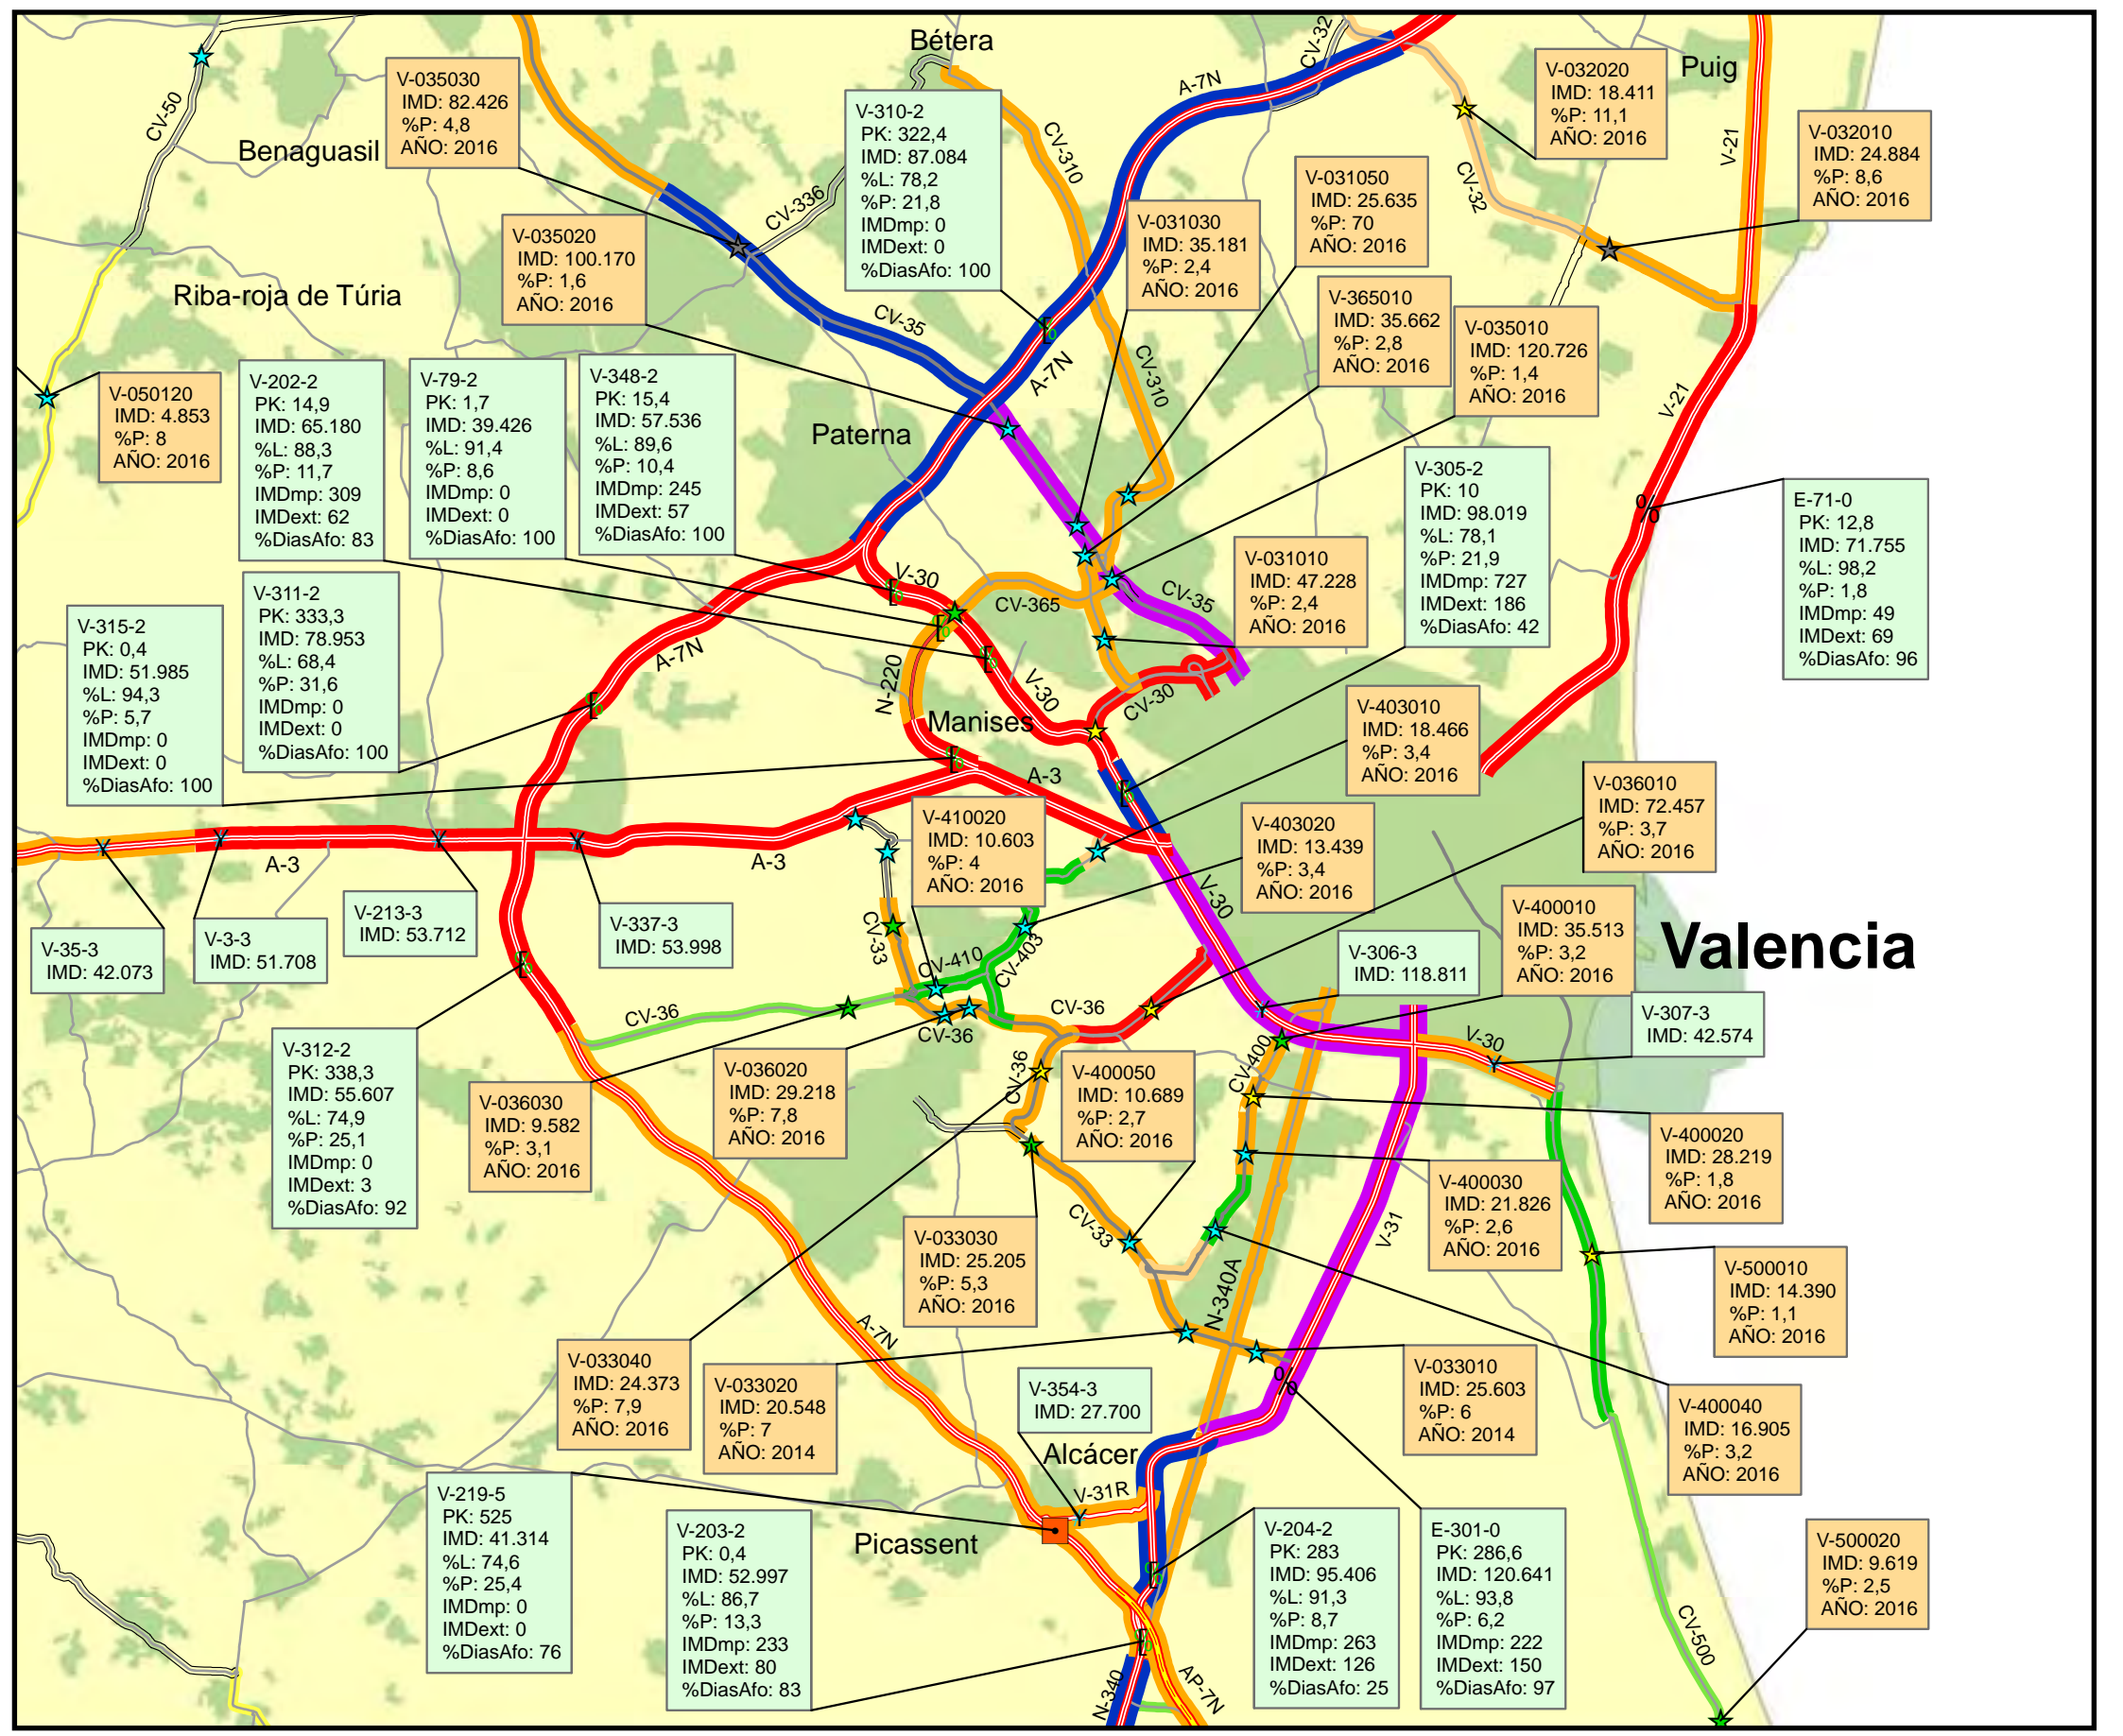 Bétera
Puig
Benaguasil
Riba-roja de Túria
Paterna
Manises
Valencia
Alcácer
Picassent
CV-50
CV-336
CV-310
A-7N
CV-32
CV-32
V-21
CV-35
A-7N
CV-310
V-21
V-30
CV-365
CV-35
A-7N
N-220
V-30
CV-30
A-3
A-3
A-3
V-30
CV-33
CV-410
CV-403
CV-36
CV-36
CV-36
CV-36
CV-400
V-30
CV-33
N-340A
V-31
A-7N
V-31R
N-340
AP-7N
CV-500
V-035030
IMD: 82.426
%P: 4,8
AÑO: 2016
V-310-2
PK: 322,4
IMD: 87.084
%L: 78,2
%P: 21,8
IMDmp: 0
IMDext: 0
%DiasAfo: 100
V-032020
IMD: 18.411
%P: 11,1
AÑO: 2016
V-032010
IMD: 24.884
%P: 8,6
AÑO: 2016
V-035020
IMD: 100.170
%P: 1,6
AÑO: 2016
V-031030
IMD: 35.181
%P: 2,4
AÑO: 2016
V-031050
IMD: 25.635
%P: 70
AÑO: 2016
V-365010
IMD: 35.662
%P: 2,8
AÑO: 2016
V-035010
IMD: 120.726
%P: 1,4
AÑO: 2016
V-050120
IMD: 4.853
%P: 8
AÑO: 2016
V-202-2
PK: 14,9
IMD: 65.180
%L: 88,3
%P: 11,7
IMDmp: 309
IMDext: 62
%DiasAfo: 83
V-79-2
PK: 1,7
IMD: 39.426
%L: 91,4
%P: 8,6
IMDmp: 0
IMDext: 0
%DiasAfo: 100
V-348-2
PK: 15,4
IMD: 57.536
%L: 89,6
%P: 10,4
IMDmp: 245
IMDext: 57
%DiasAfo: 100
V-305-2
PK: 10
IMD: 98.019
%L: 78,1
%P: 21,9
IMDmp: 727
IMDext: 186
%DiasAfo: 42
E-71-0
PK: 12,8
IMD: 71.755
%L: 98,2
%P: 1,8
IMDmp: 49
IMDext: 69
%DiasAfo: 96
V-031010
IMD: 47.228
%P: 2,4
AÑO: 2016
V-315-2
PK: 0,4
IMD: 51.985
%L: 94,3
%P: 5,7
IMDmp: 0
IMDext: 0
%DiasAfo: 100
V-311-2
PK: 333,3
IMD: 78.953
%L: 68,4
%P: 31,6
IMDmp: 0
IMDext: 0
%DiasAfo: 100
V-403010
IMD: 18.466
%P: 3,4
AÑO: 2016
V-036010
IMD: 72.457
%P: 3,7
AÑO: 2016
V-410020
IMD: 10.603
%P: 4
AÑO: 2016
V-403020
IMD: 13.439
%P: 3,4
AÑO: 2016
V-400010
IMD: 35.513
%P: 3,2
AÑO: 2016
V-35-3
IMD: 42.073
V-3-3
IMD: 51.708
V-213-3
IMD: 53.712
V-337-3
IMD: 53.998
V-306-3
IMD: 118.811
V-307-3
IMD: 42.574
V-312-2
PK: 338,3
IMD: 55.607
%L: 74,9
%P: 25,1
IMDmp: 0
IMDext: 3
%DiasAfo: 92
V-036030
IMD: 9.582
%P: 3,1
AÑO: 2016
V-036020
IMD: 29.218
%P: 7,8
AÑO: 2016
V-400050
IMD: 10.689
%P: 2,7
AÑO: 2016
V-400020
IMD: 28.219
%P: 1,8
AÑO: 2016
V-400030
IMD: 21.826
%P: 2,6
AÑO: 2016
V-033030
IMD: 25.205
%P: 5,3
AÑO: 2016
V-500010
IMD: 14.390
%P: 1,1
AÑO: 2016
V-033040
IMD: 24.373
%P: 7,9
AÑO: 2016
V-033020
IMD: 20.548
%P: 7
AÑO: 2014
V-354-3
IMD: 27.700
V-033010
IMD: 25.603
%P: 6
AÑO: 2014
V-400040
IMD: 16.905
%P: 3,2
AÑO: 2016
V-219-5
PK: 525
IMD: 41.314
%L: 74,6
%P: 25,4
IMDmp: 0
IMDext: 0
%DiasAfo: 76
V-203-2
PK: 0,4
IMD: 52.997
%L: 86,7
%P: 13,3
IMDmp: 233
IMDext: 80
%DiasAfo: 83
V-204-2
PK: 283
IMD: 95.406
%L: 91,3
%P: 8,7
IMDmp: 263
IMDext: 126
%DiasAfo: 25
E-301-0
PK: 286,6
IMD: 120.641
%L: 93,8
%P: 6,2
IMDmp: 222
IMDext: 150
%DiasAfo: 97
V-500020
IMD: 9.619
%P: 2,5
AÑO: 2016